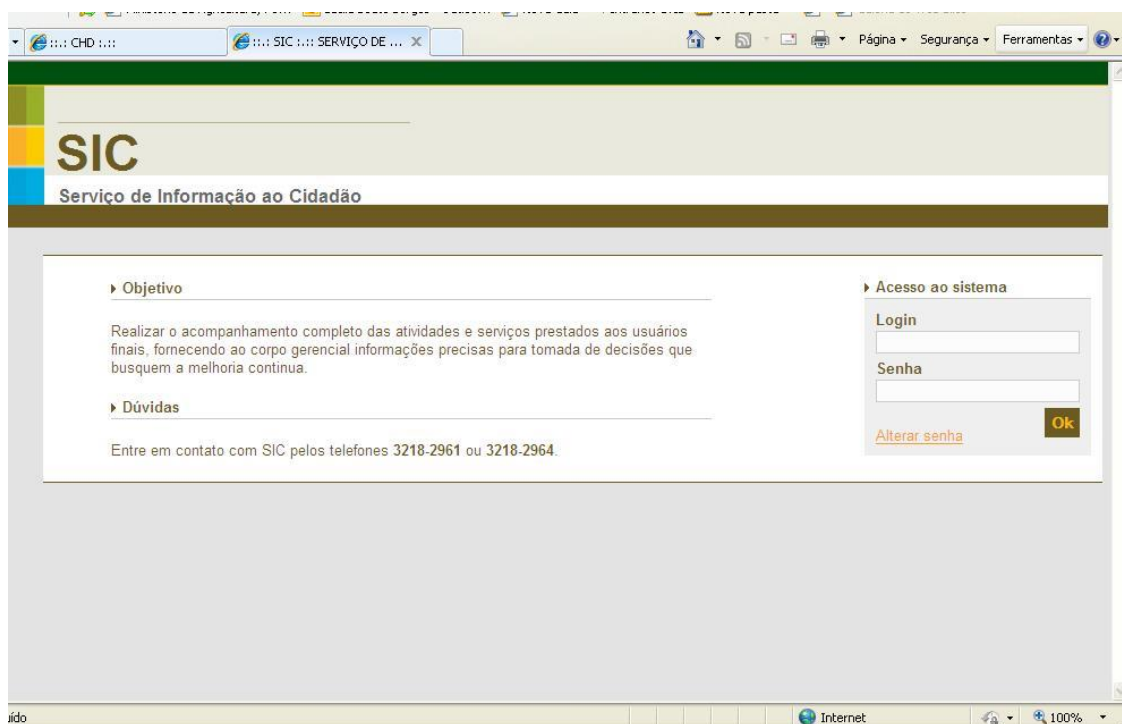 ::.: CHD :.::
::.: SIC :.:: SERVIÇO DE ... X
Página Segurança Ferramentas
SIC
Serviço de Informação ao Cidadão
Objetivo
Realizar o acompanhamento completo das atividades e serviços prestados aos usuários
finais, fornecendo ao corpo gerencial informações precisas para tomada de decisões que
busquem a melhoria continua.
Dúvidas
Entre em contato com SIC pelos telefones 3218-2961 ou 3218-2964.
Acesso ao sistema
Login
Senha
Ok
Alterar senha
Internet
100%